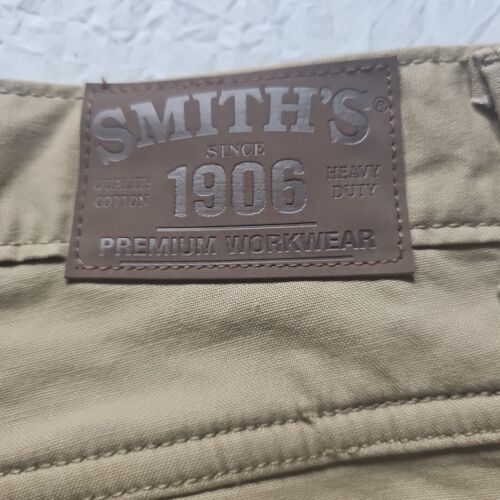 SMITH'S®
SINCE
QUALITY COTTON
1906
HEAVY DUTY
PREMIUM WORKWEAR